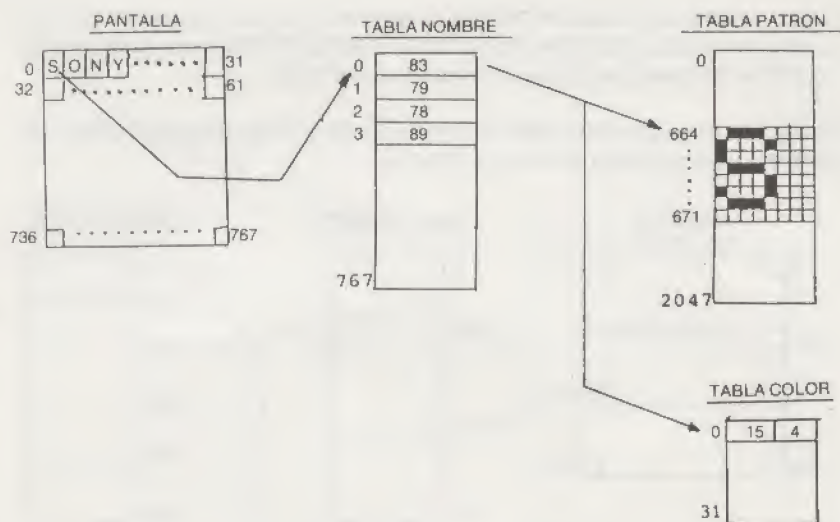 PANTALLA
0 S O N Y 31
32 61
736 767
TABLA NOMBRE
0 83
1 79
2 78
3 89
767
TABLA PATRON
0
664
671
2047
TABLA COLOR
0 15 4
31